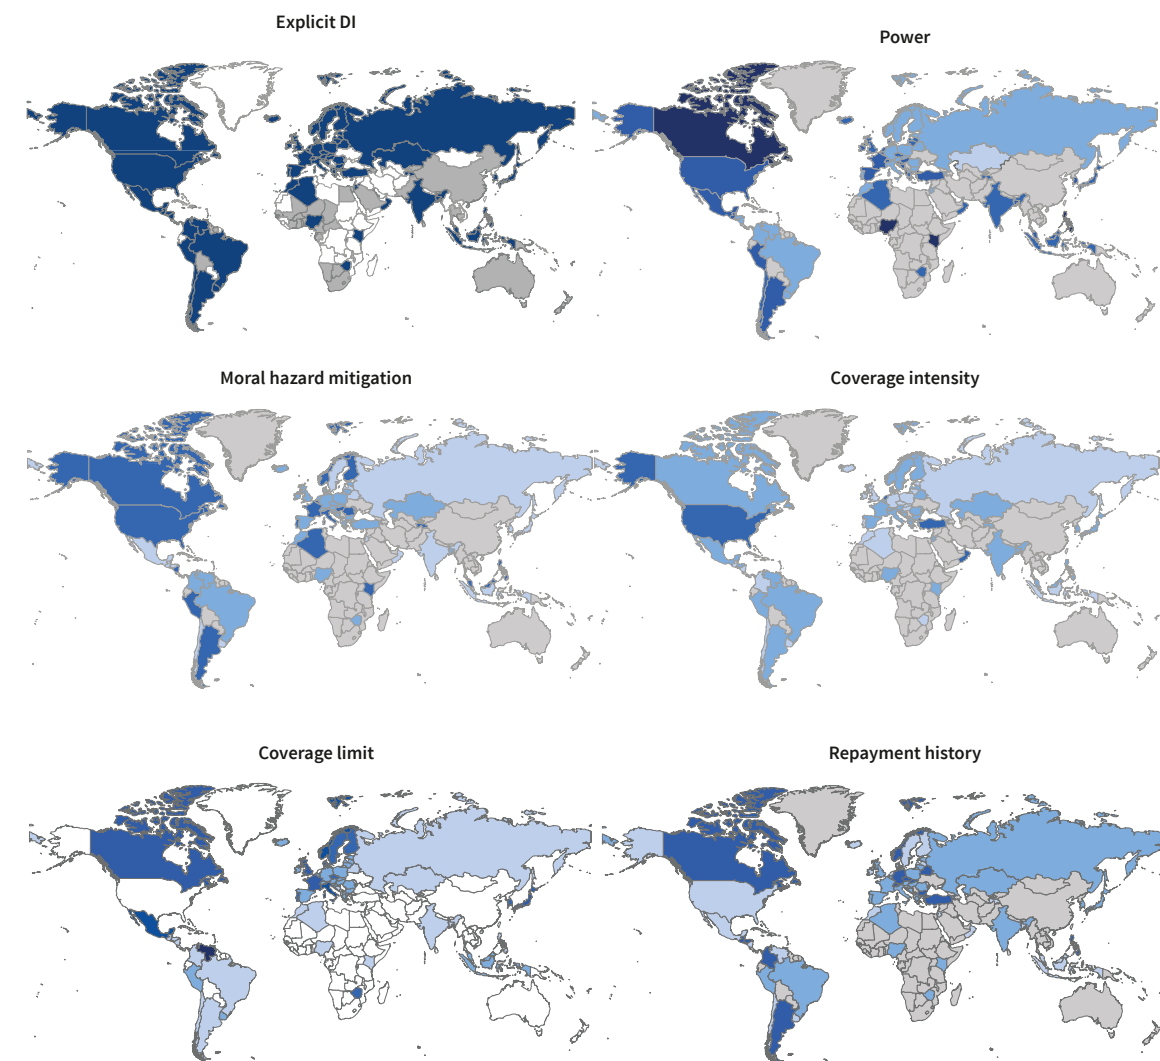 Explicit DI
Power
Moral hazard mitigation
Coverage intensity
Coverage limit
Repayment history